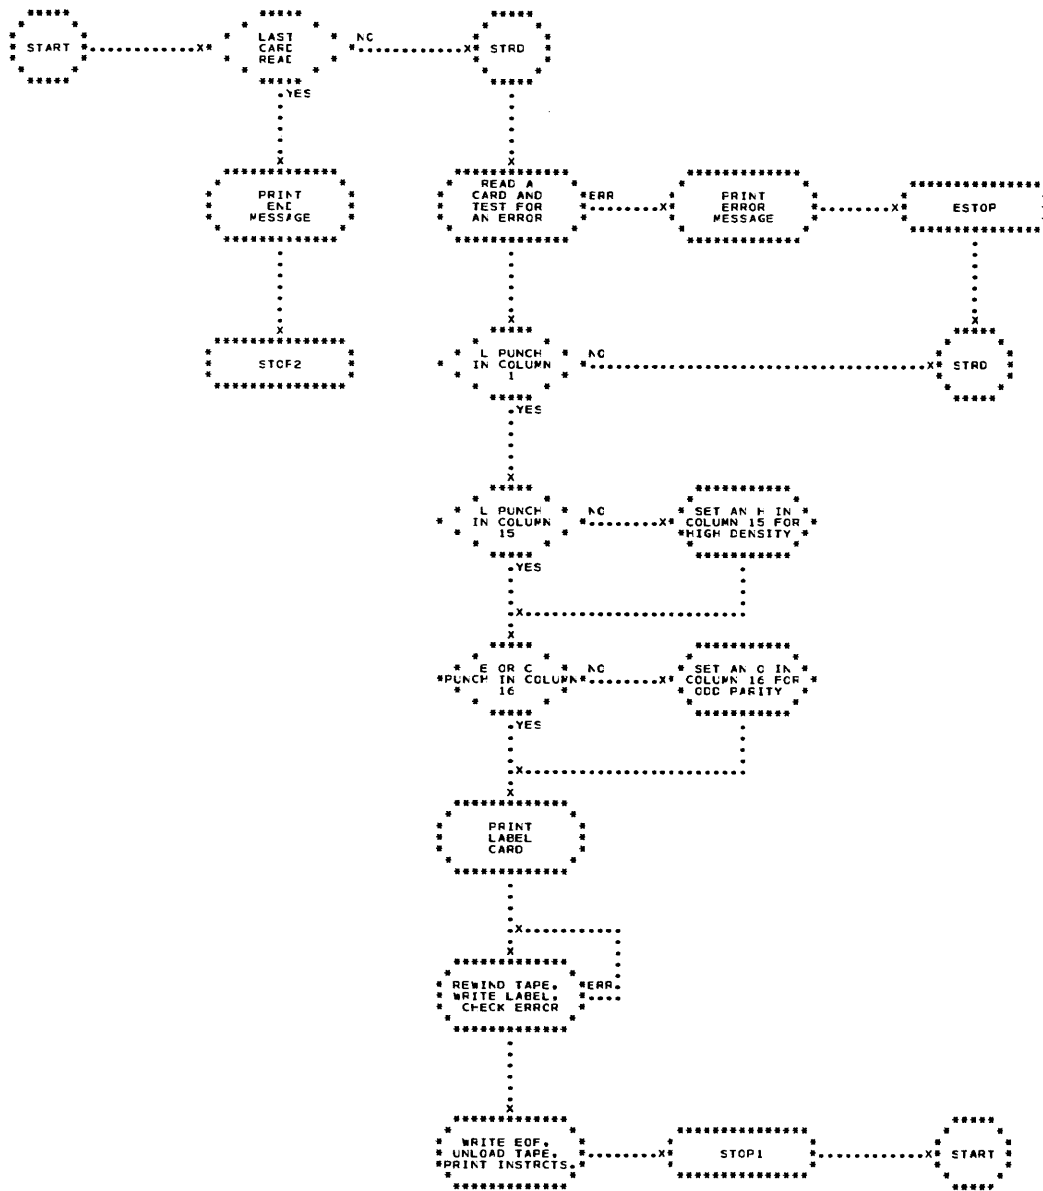 START
LAST
CARD
READ
NO
STRD
YES
PRINT
END
MESSAGE
READ A
CARD AND
TEST FOR
AN ERROR
ERR
PRINT
ERROR
MESSAGE
ESTOP
STOP2
L PUNCH
IN COLUMN
1
NO
STRD
YES
L PUNCH
IN COLUMN
15
NO
SET AN H IN
COLUMN 15 FOR
HIGH DENSITY
YES
E OR C
PUNCH IN COLUMN
16
NO
SET AN O IN
COLUMN 16 FOR
ODD PARITY
YES
PRINT
LABEL
CARD
REWIND TAPE,
WRITE LABEL,
CHECK ERROR
ERR
WRITE EOF,
UNLOAD TAPE,
PRINT INSTRCTS.
STOP1
START